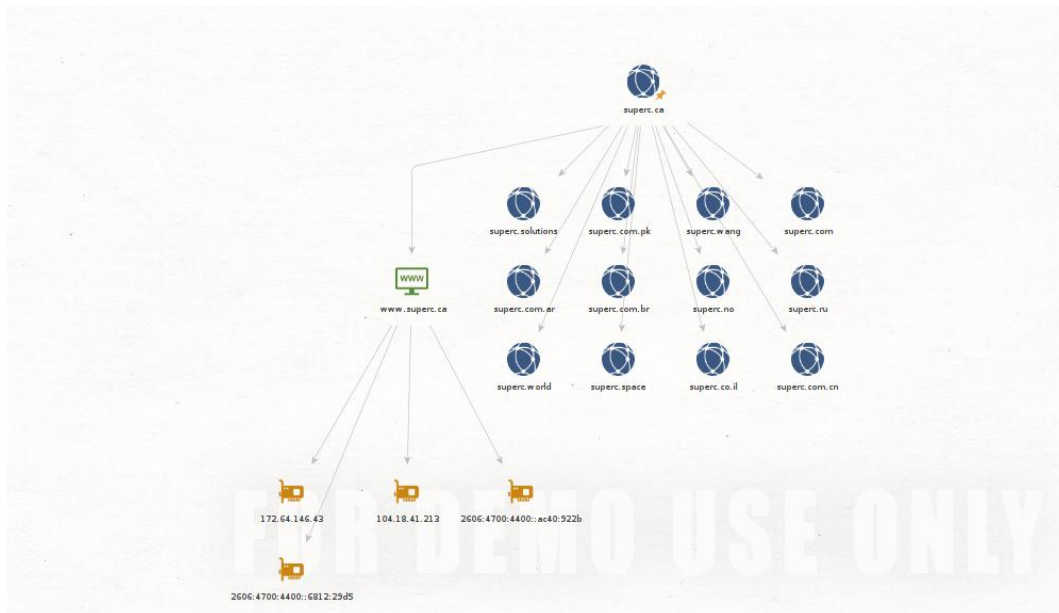 superc.ca
superc.solutions
superc.com.pk
superc.wang
superc.com
www
www.superc.ca
superc.com.ar
superc.com.br
superc.no
superc.ru
superc.world
superc.space
superc.co.il
superc.com.cn
172.64.146.43
104.18.41.213
2606:4700:4400::ac40:922b
FOR DEMO USE ONLY
2606:4700:4400::6812:29d5